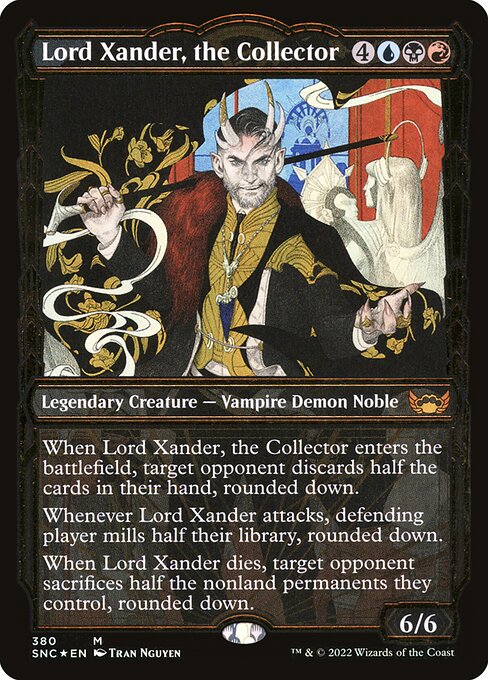 Lord Xander, the Collector 4
Legendary Creature — Vampire Demon Noble
When Lord Xander, the Collector enters the
battlefield, target opponent discards half the
cards in their hand, rounded down.
Whenever Lord Xander attacks, defending
player mills half their library, rounded down.
When Lord Xander dies, target opponent
sacrifices half the nonland permanents they
control, rounded down.
6/6
380 M
SNC★EN Tran Nguyen
™ & © 2022 Wizards of the Coast